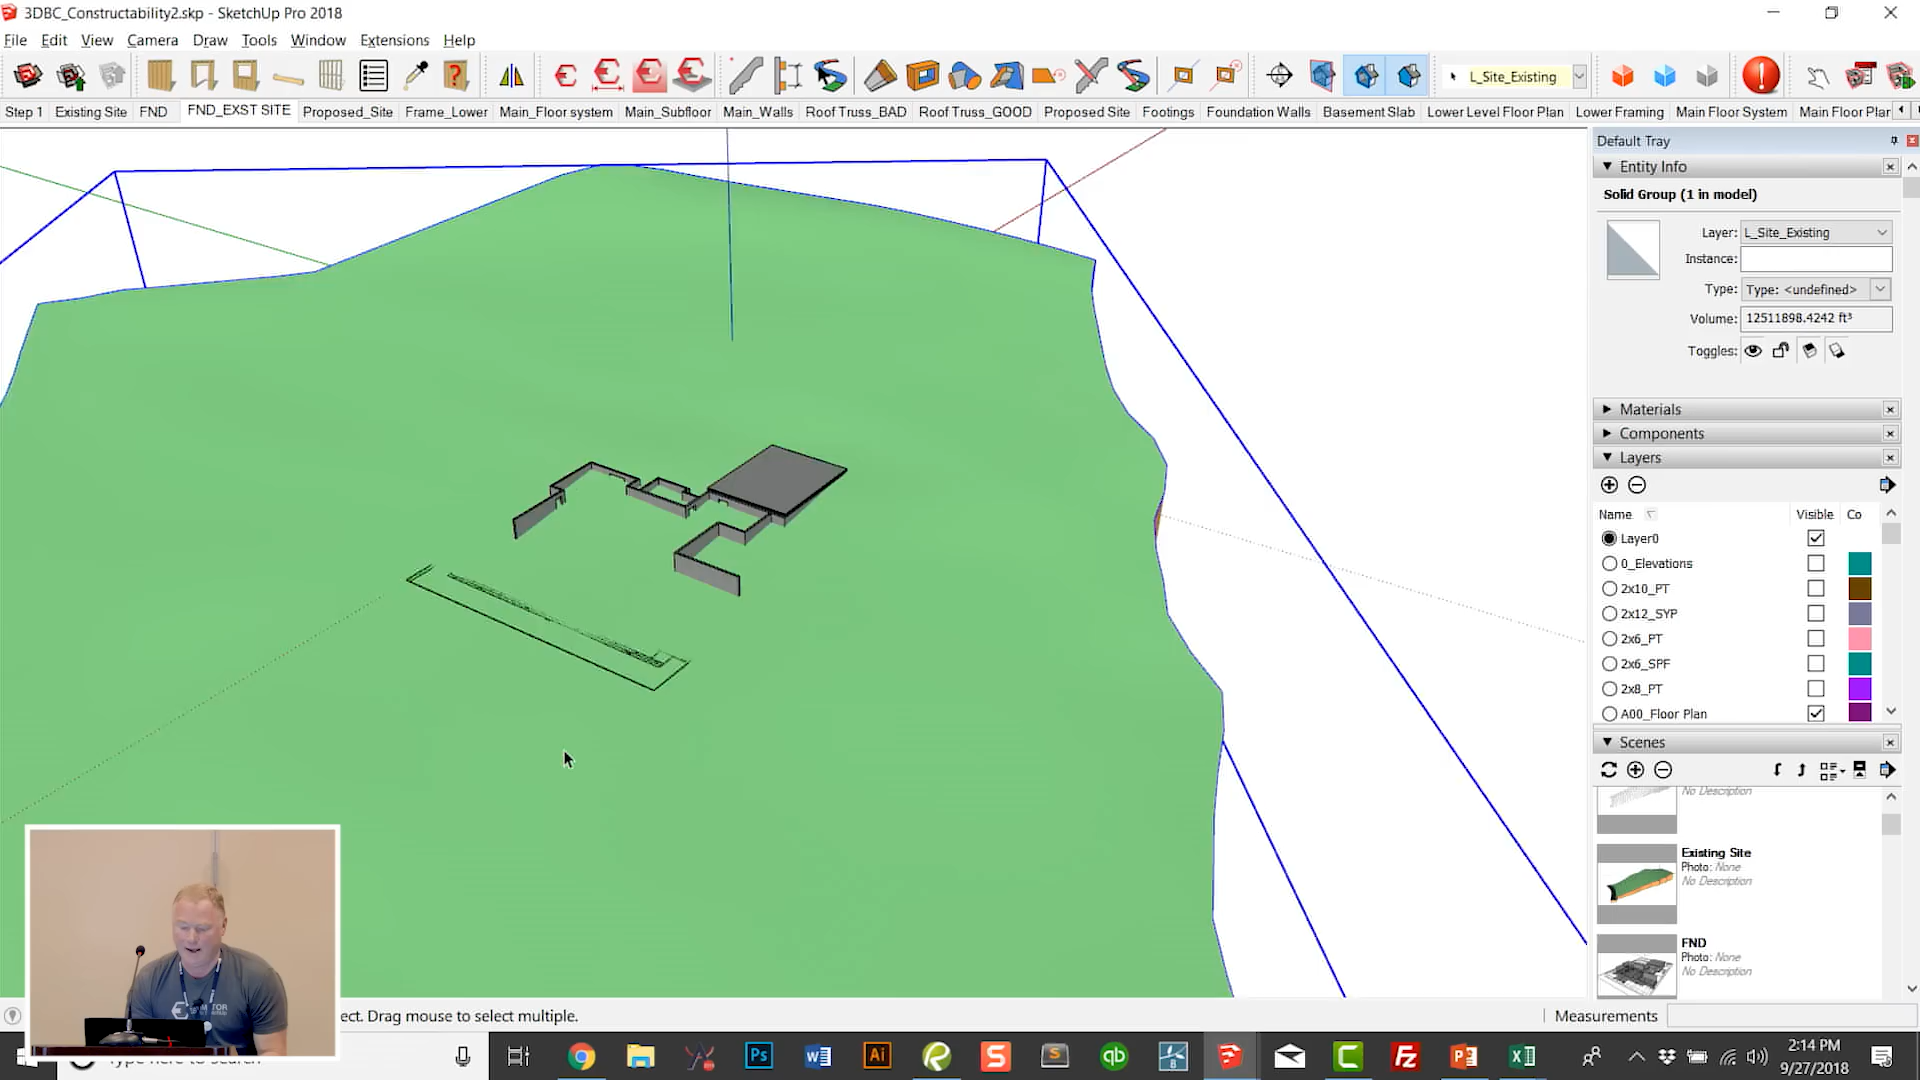 3DBC_Constructability2.skp - SketchUp Pro 2018
File Edit View Camera Draw Tools Window Extensions Help
L_Site_Existing
Step 1 Existing Site FND FND_EXST SITE Proposed_Site Frame_Lower Main_Floor system Main_Subfloor Main_Walls Roof Truss_BAD Roof Truss_GOOD Proposed Site Footings Foundation Walls Basement Slab Lower Level Floor Plan Lower Framing Main Floor System Main Floor Plar
Default Tray
Entity Info
Solid Group (1 in model)
Layer: L_Site_Existing
Instance:
Type: Type: <undefined>
Volume: 12511898.4242 ft³
Toggles:
Materials
Components
Layers
Name Visible Co
Layer0
0_Elevations
2x10_PT
2x12_SYP
2x6_PT
2x6_SPF
2x8_PT
A00_Floor Plan
Scenes
No Description
Existing Site
Photo: None
No Description
FND
Photo: None
No Description
ect. Drag mouse to select multiple.
Measurements
Ps
Ai
S
S
qb
Fz
2:14 PM
9/27/2018